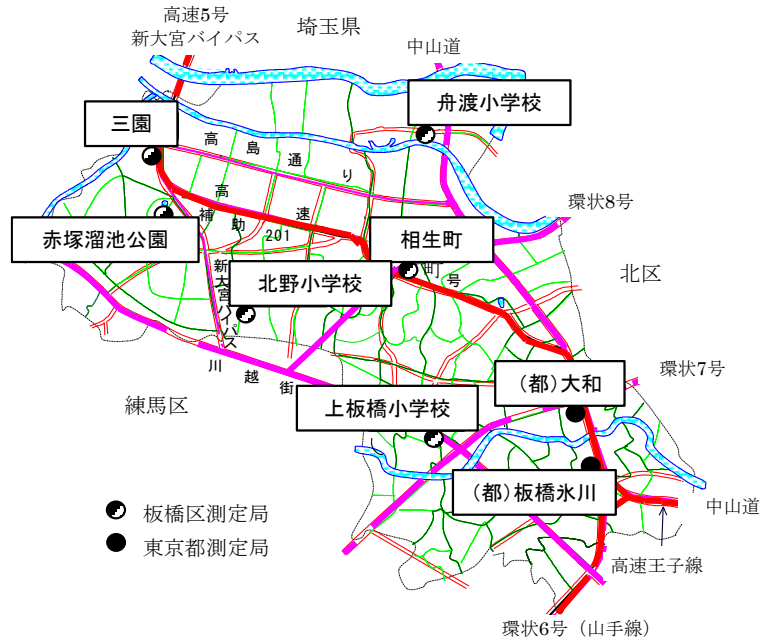 高速5号
新大宮バイパス
埼玉県
中山道
舟渡小学校
三園
高島通り
環状8号
高速
補助201
赤塚溜池公園
相生町
町号
北区
新大宮バイパス
北野小学校
川越街
(都)大和
環状7号
練馬区
上板橋小学校
(都)板橋氷川
板橋区測定局
東京都測定局
中山道
高速王子線
環状6号(山手線)